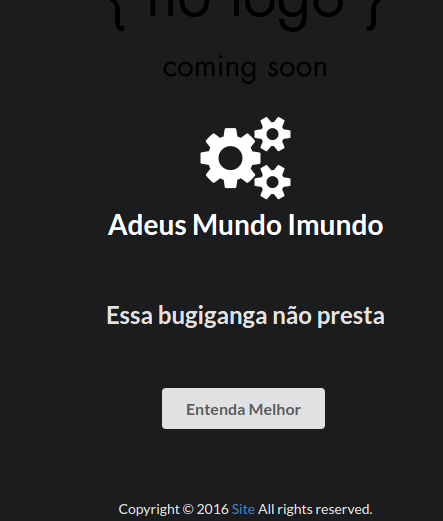 { no logo }
coming soon
Adeus Mundo Imundo
Essa bugiganga não presta
Entenda Melhor
Copyright © 2016 Site All rights reserved.